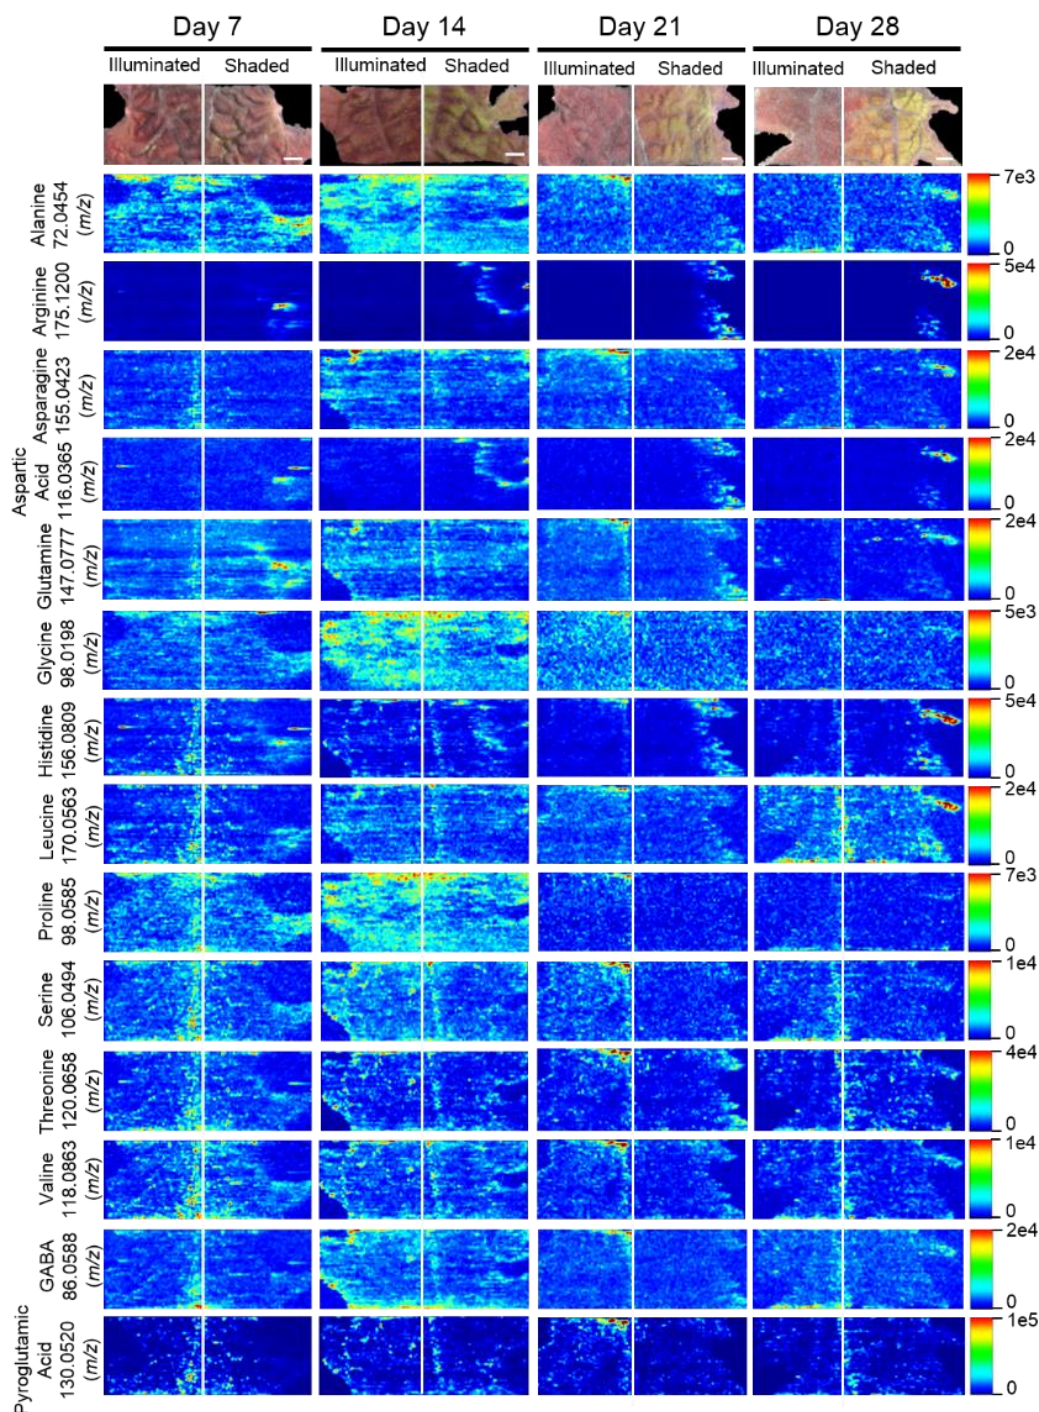 Day 7 Day 14 Day 21 Day 28
Illuminated Shaded Illuminated Shaded Illuminated Shaded Illuminated Shaded
Alanine
72.0454
(m/z)
7e3
0
Arginine
175.1200
(m/z)
5e4
0
Asparagine
155.0423
(m/z)
2e4
0
Aspartic
Acid
116.0365
(m/z)
2e4
0
Glutamine
147.0777
(m/z)
2e4
0
Glycine
98.0198
(m/z)
5e3
0
Histidine
156.0809
(m/z)
5e4
0
Leucine
170.0563
(m/z)
2e4
0
Proline
98.0585
(m/z)
7e3
0
Serine
106.0494
(m/z)
1e4
0
Threonine
120.0658
(m/z)
4e4
0
Valine
118.0863
(m/z)
1e4
0
GABA
86.0588
(m/z)
2e4
0
Pyroglutamic
Acid
130.0520
(m/z)
1e5
0